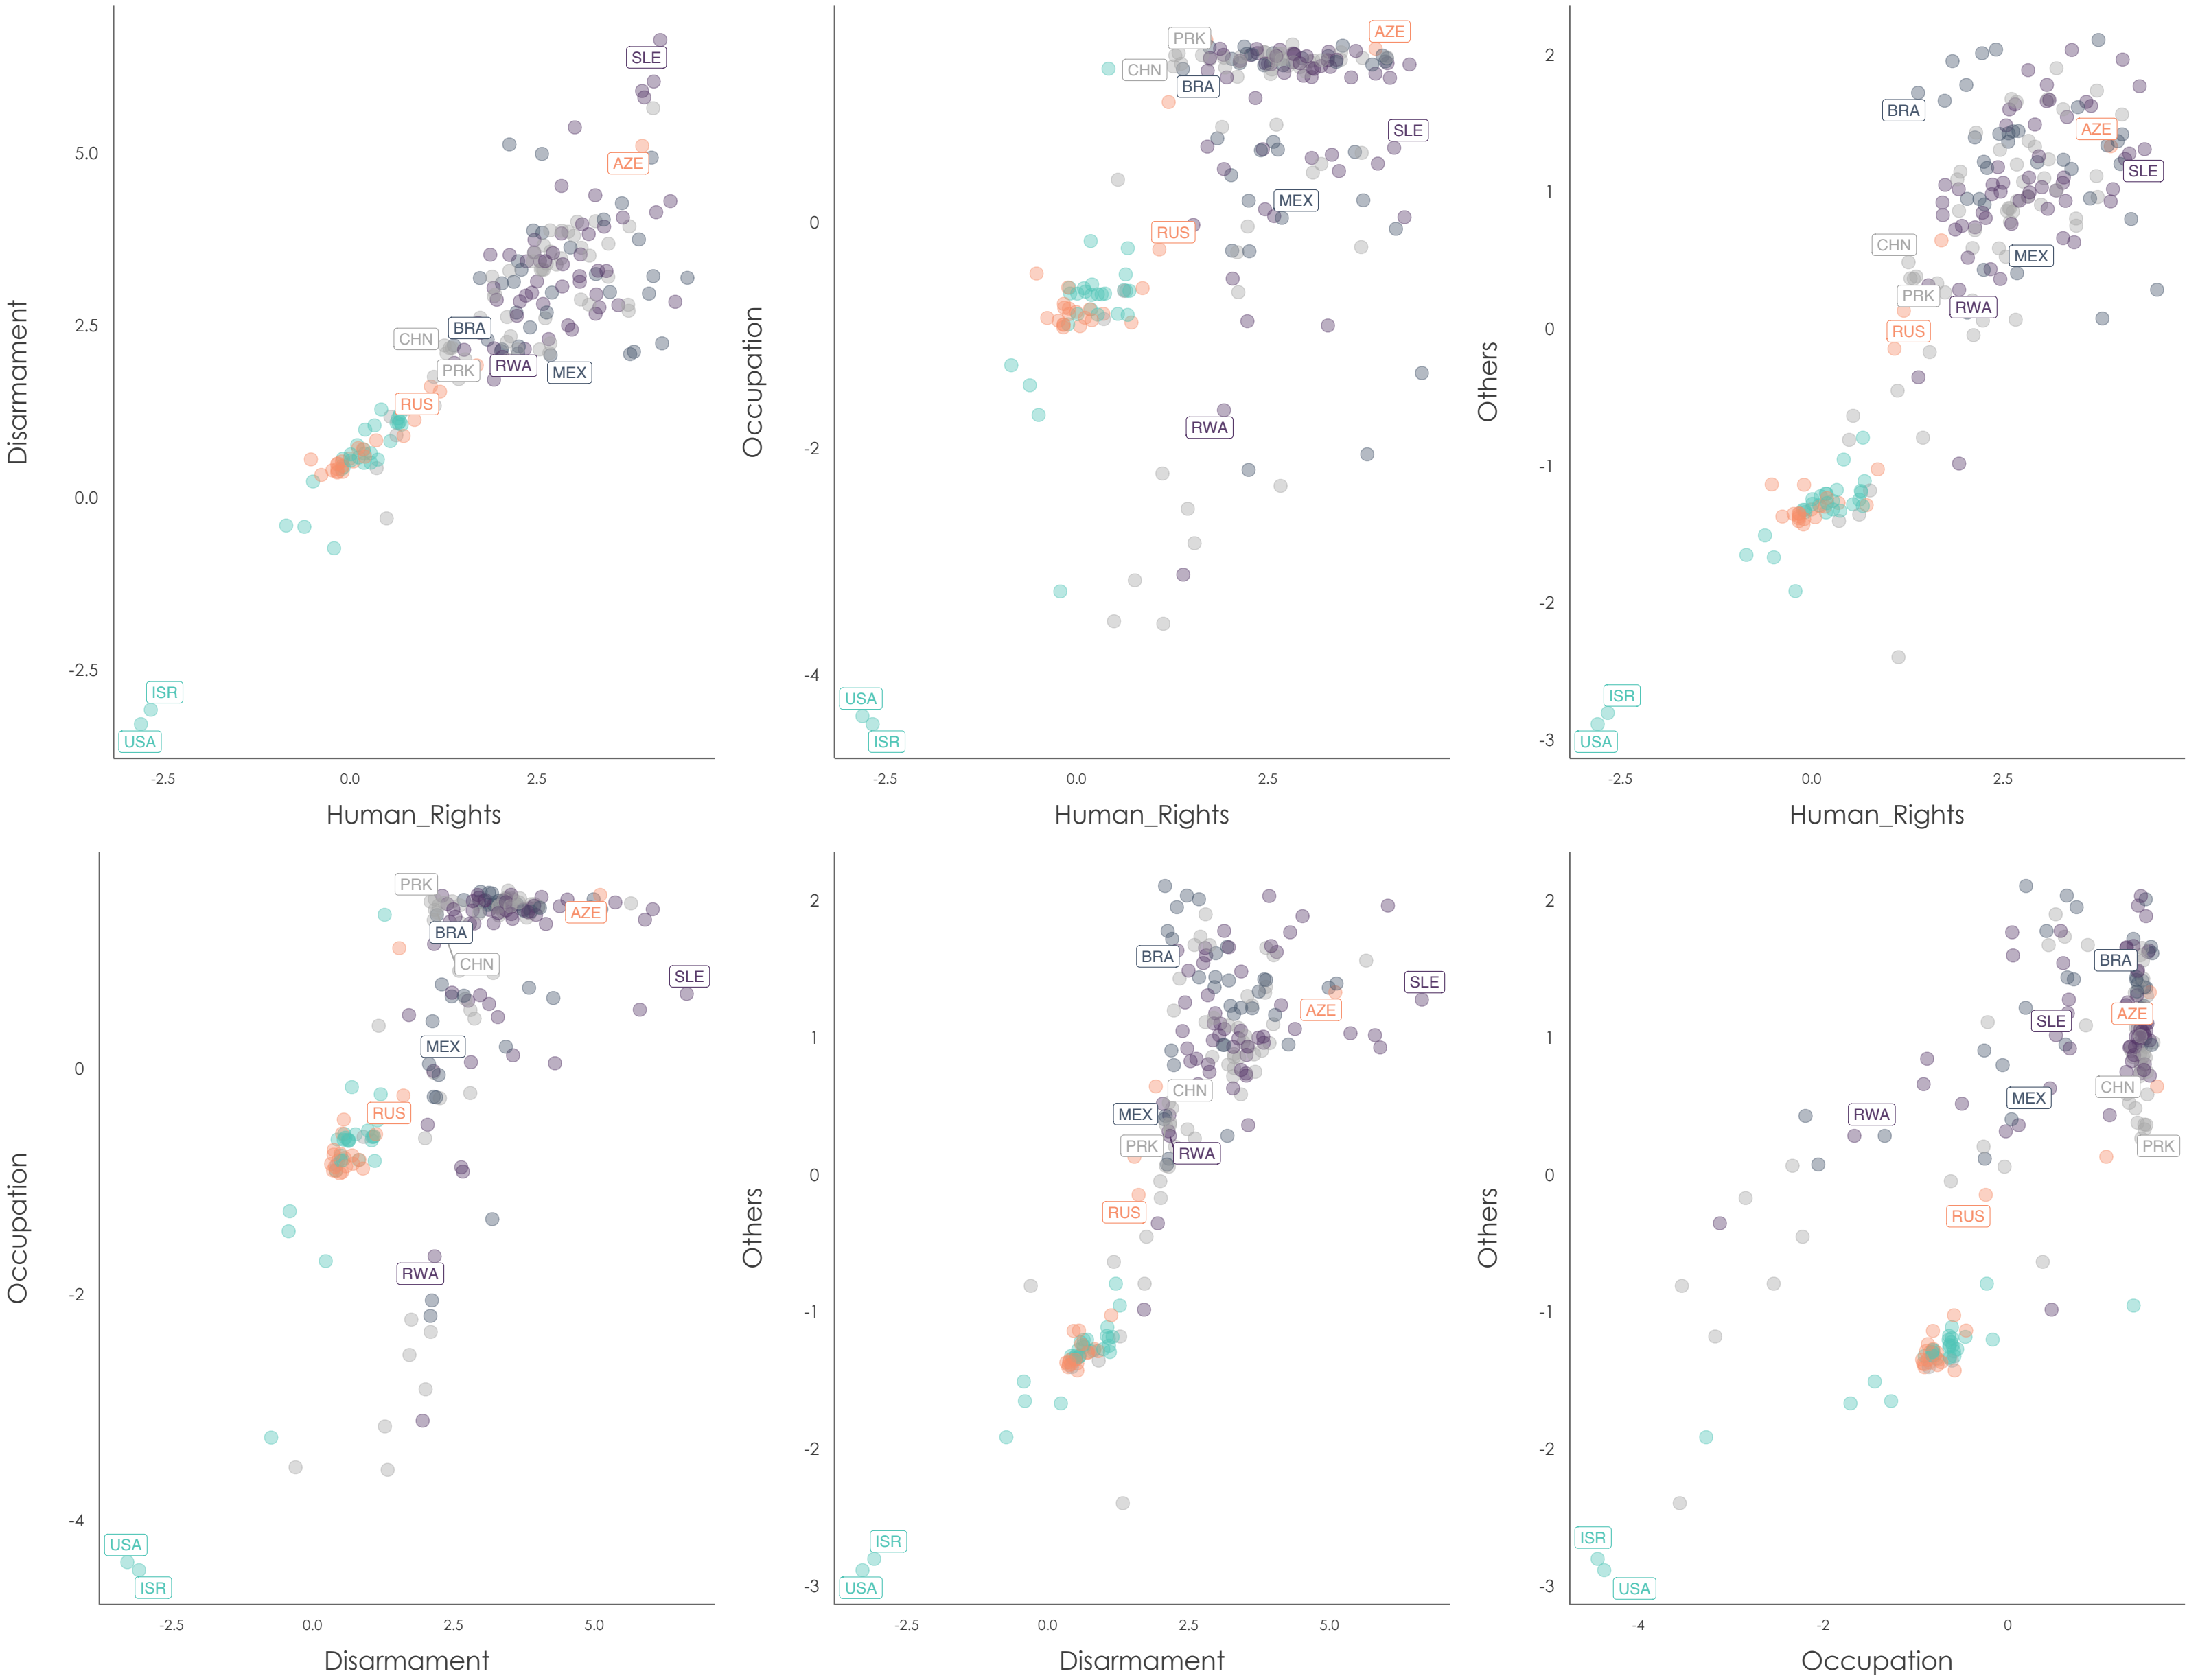 Disarmament
5.0
2.5
0.0
-2.5
SLE
AZE
BRA
CHN
PRK
RWA
MEX
RUS
ISR
USA
-2.5
0.0
2.5
Human_Rights
Occupation
0
-2
-4
PRK
AZE
CHN
BRA
SLE
MEX
RUS
RWA
USA
ISR
-2.5
0.0
2.5
Human_Rights
Others
2
1
0
-1
-2
-3
BRA
AZE
SLE
CHN
MEX
PRK
RWA
RUS
ISR
USA
-2.5
0.0
2.5
Human_Rights
Occupation
0
-2
-4
PRK
AZE
BRA
CHN
SLE
MEX
RUS
RWA
USA
ISR
-2.5
0.0
2.5
5.0
Disarmament
Others
2
1
0
-1
-2
-3
BRA
SLE
AZE
CHN
MEX
PRK
RWA
RUS
ISR
USA
-2.5
0.0
2.5
5.0
Disarmament
Others
2
1
0
-1
-2
-3
BRA
AZE
SLE
CHN
MEX
RWA
PRK
RUS
ISR
USA
-4
-2
0
Occupation